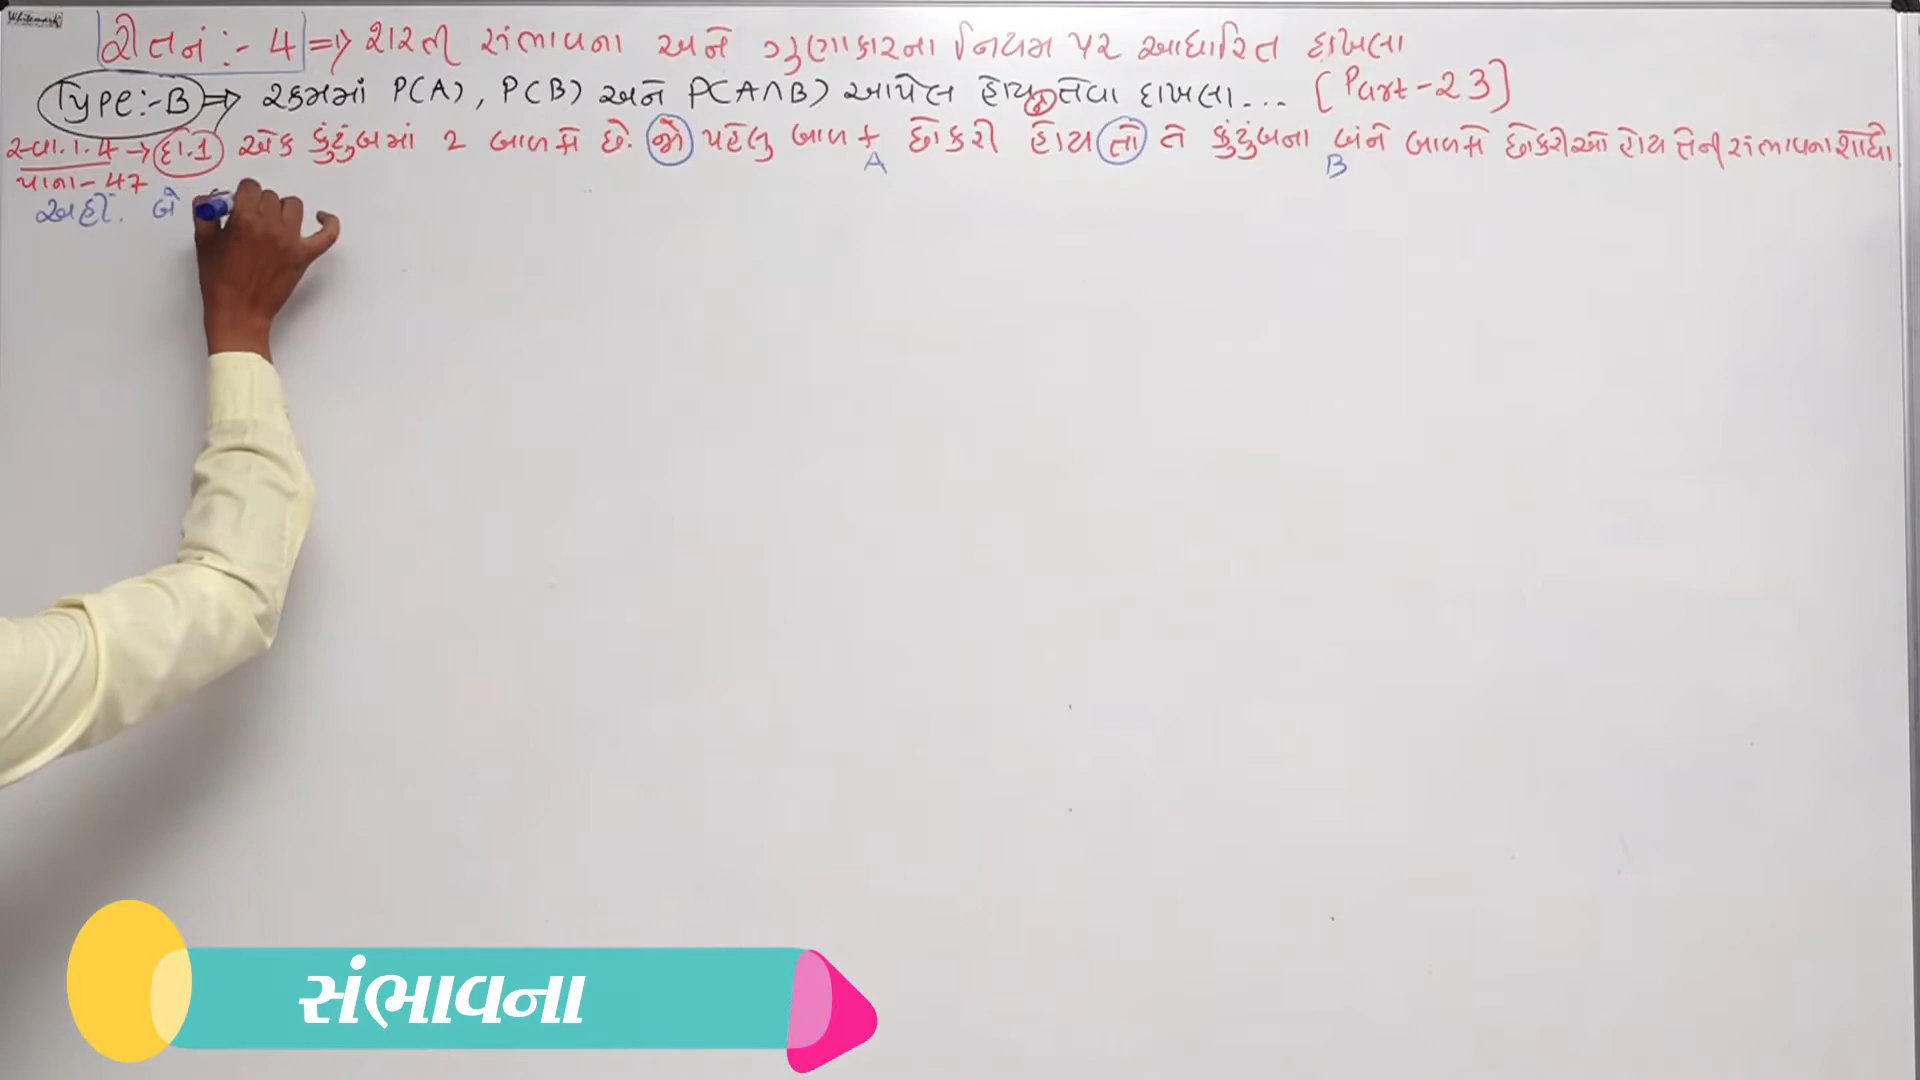 Whitemark
રીત નં:- 4 => શરતી સંભાવના અને ગુણાકારના નિયમ પર આધારિત દાખલા
Type:-B => રકમમાં P(A), P(B) અને P(A∩B) આપેલ હોય ન તેવા દાખલા... [Part-23]
સ્વા.1.4 → દા.1 એક કુટુંબમાં 2 બાળકો છે. જો પહેલુ બાળક છોકરી હોય તો તે કુટુંબના બંને બાળકો છોકરીઓ હોય તેની સંભાવના શોધો
A B
પાના - 47
અહીં. બે
સંભાવના